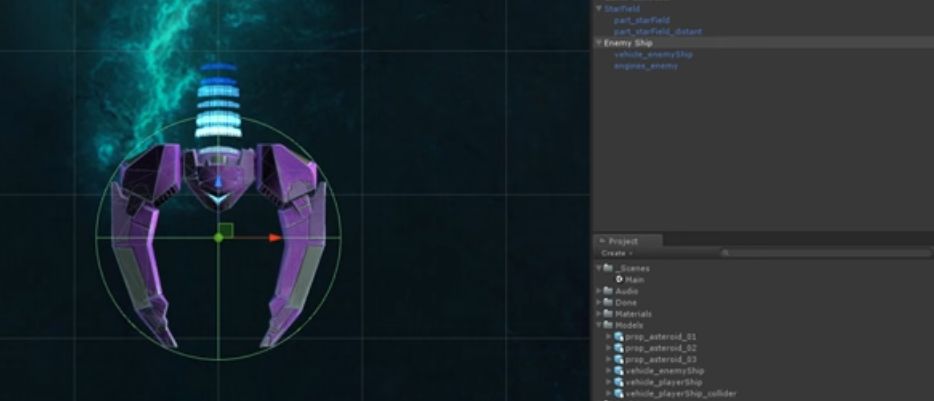 StarField
part_starField
part_starField_distant
Enemy Ship
vehicle_enemyShip
engines_enemy
Project
Create
_Scenes
Main
Audio
Done
Materials
Models
prop_asteroid_01
prop_asteroid_02
prop_asteroid_03
vehicle_enemyShip
vehicle_playerShip
vehicle_playerShip_collider